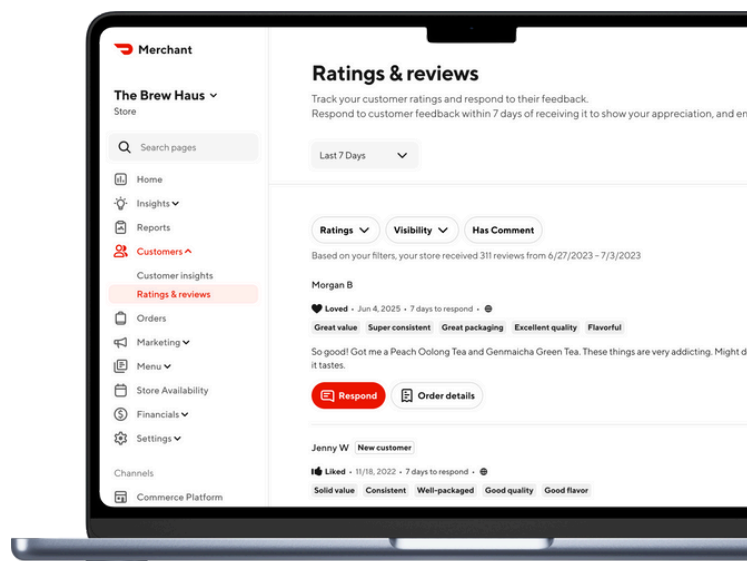 Merchant
The Brew Haus
Store
Search pages
Home
Insights
Reports
Customers
Customer insights
Ratings & reviews
Orders
Marketing
Menu
Store Availability
Financials
Settings
Channels
Commerce Platform
Ratings & reviews
Track your customer ratings and respond to their feedback.
Respond to customer feedback within 7 days of receiving it to show your appreciation, and en
Last 7 Days
Ratings Visibility Has Comment
Based on your filters, your store received 311 reviews from 6/27/2023 – 7/3/2023
Morgan B
Loved • Jun 4, 2025 • 7 days to respond •
Great value Super consistent Great packaging Excellent quality Flavorful
So good! Got me a Peach Oolong Tea and Genmaicha Green Tea. These things are very addicting. Might d
it tastes.
Respond Order details
Jenny W New customer
Liked • 11/18, 2022 • 7 days to respond •
Solid value Consistent Well-packaged Good quality Good flavor